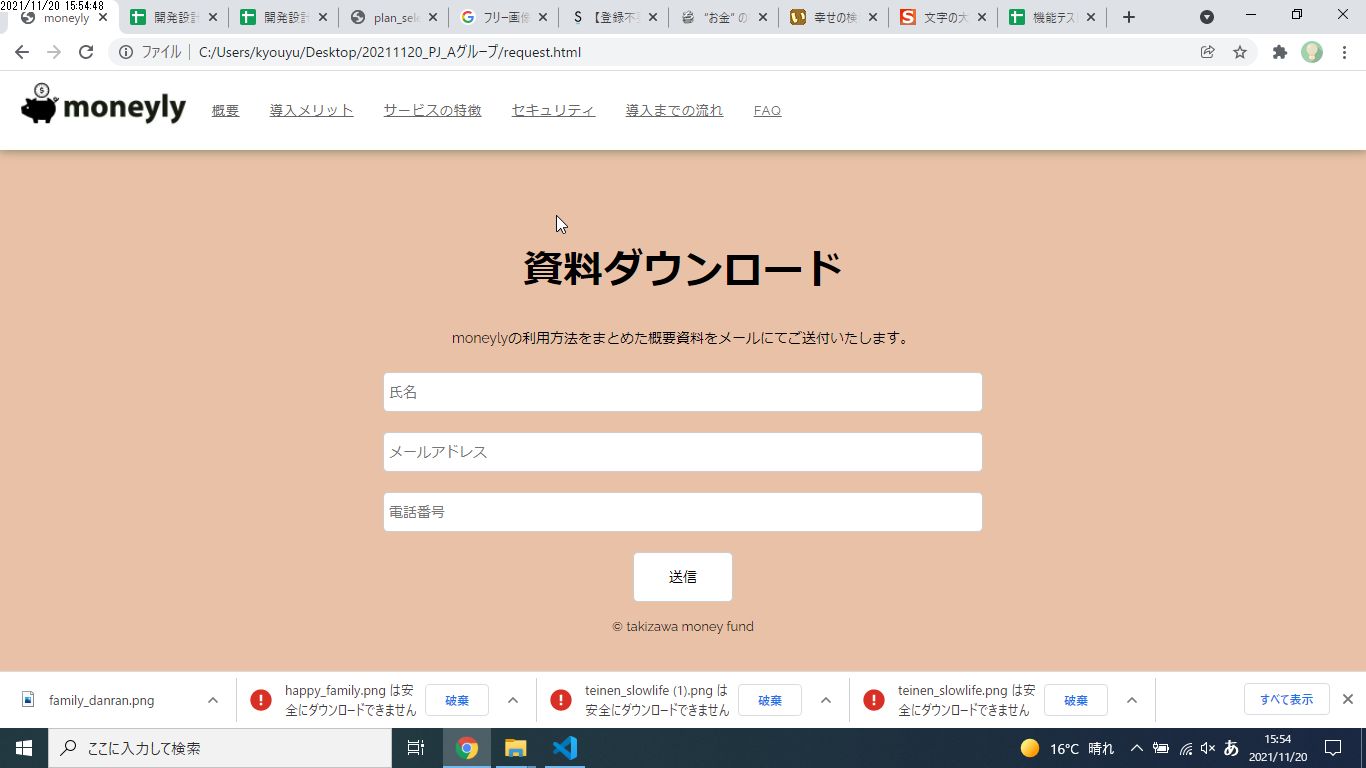 2021/11/20 15:54:48
moneyly
開発設計
開発設計
plan_sele
フリー画像
【登録不要
"お金" の
幸せの検
文字の大
機能テスト
ファイル
C:/Users/kyouyu/Desktop/20211120_PJ_Aグループ/request.html
moneyly
概要
導入メリット
サービスの特徴
セキュリティ
導入までの流れ
FAQ
資料ダウンロード
moneylyの利用方法をまとめた概要資料をメールにてご送付いたします。
氏名
メールアドレス
電話番号
送信
© takizawa money fund
family_danran.png
happy_family.png は安
全にダウンロードできません
破棄
teinen_slowlife (1).png は
安全にダウンロードできません
破棄
teinen_slowlife.png は安
全にダウンロードできません
破棄
すべて表示
ここに入力して検索
16°C 晴れ
あ
15:54
2021/11/20